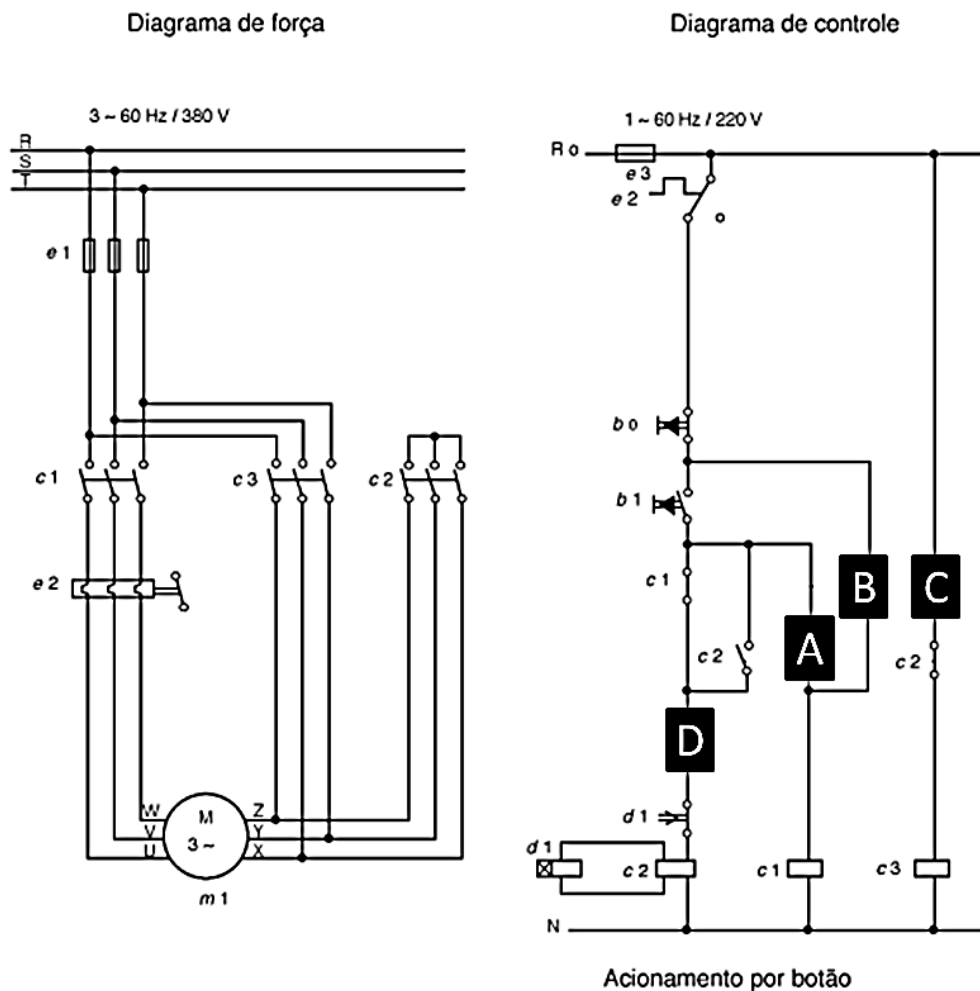 Diagrama de força
Diagrama de controle
3 ~ 60 Hz / 380 V
R
S
T
e 1
c 1
c 3
c 2
e 2
W
V
U
M
3 ~
Z
Y
X
m 1
1 ~ 60 Hz / 220 V
R o
e 3
e 2
b o
b 1
c 1
c 2
A
B
C
c 2
D
d 1
d 1
c 2
c 1
c 3
N
Acionamento por botão